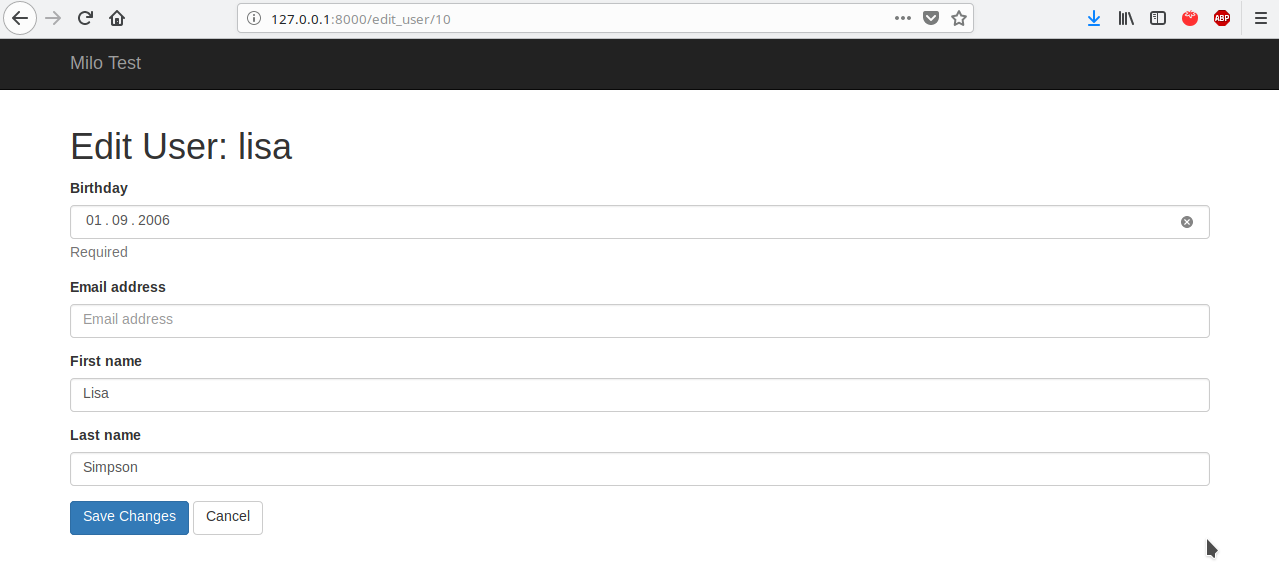 127.0.0.1:8000/edit_user/10
ABP
Milo Test
Edit User: lisa
Birthday
01 . 09 . 2006
Required
Email address
Email address
First name
Lisa
Last name
Simpson
Save Changes Cancel